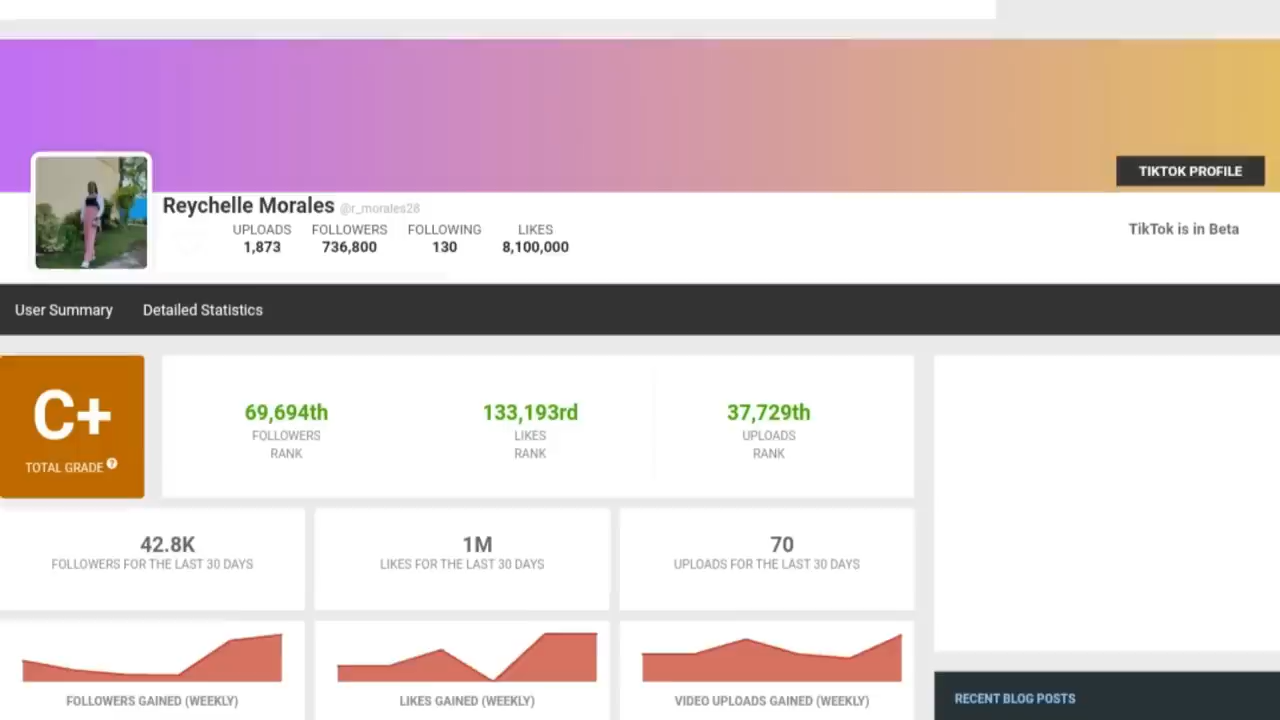 TIKTOK PROFILE
Reychelle Morales @r_morales28
UPLOADS FOLLOWERS FOLLOWING LIKES
1,873 736,800 130 8,100,000
TikTok is in Beta
User Summary Detailed Statistics
C+
TOTAL GRADE ?
69,694th 133,193rd 37,729th
FOLLOWERS LIKES UPLOADS
RANK RANK RANK
42.8K 1M 70
FOLLOWERS FOR THE LAST 30 DAYS LIKES FOR THE LAST 30 DAYS UPLOADS FOR THE LAST 30 DAYS
FOLLOWERS GAINED (WEEKLY) LIKES GAINED (WEEKLY) VIDEO UPLOADS GAINED (WEEKLY)
RECENT BLOG POSTS